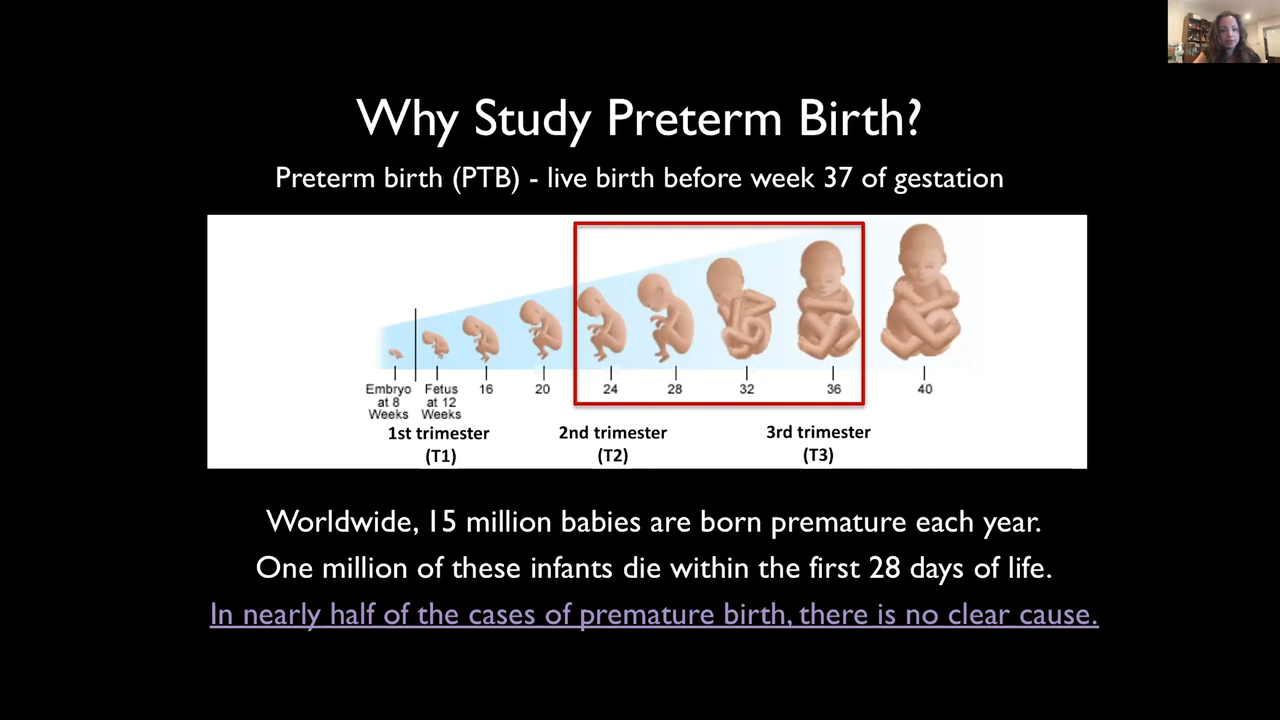 Why Study Preterm Birth?
Preterm birth (PTB) - live birth before week 37 of gestation
Embryo at 8 Weeks
Fetus at 12 Weeks
16
20
24
28
32
36
40
1st trimester (T1)
2nd trimester (T2)
3rd trimester (T3)
Worldwide, 15 million babies are born premature each year.
One million of these infants die within the first 28 days of life.
In nearly half of the cases of premature birth, there is no clear cause.